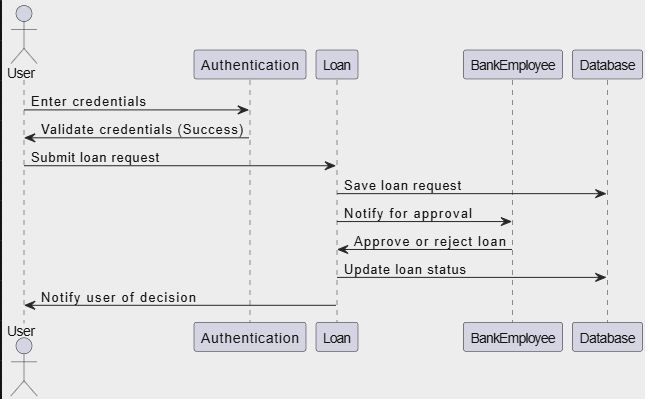 User
Authentication
Loan
BankEmployee
Database
Enter credentials
Validate credentials (Success)
Submit loan request
Save loan request
Notify for approval
Approve or reject loan
Update loan status
Notify user of decision
User
Authentication
Loan
BankEmployee
Database